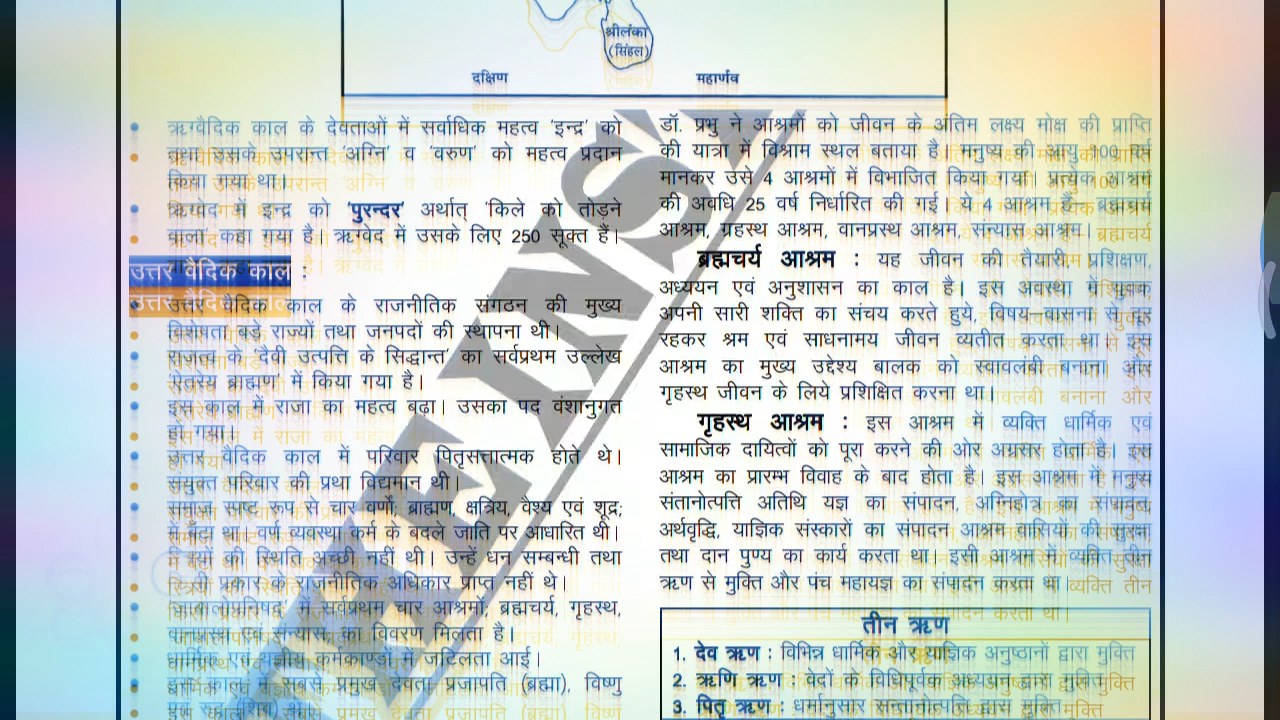 श्रीलंका
(सिंहल)
दक्षिण
महार्णव
• ऋग्वैदिक काल के देवताओं में सर्वाधिक महत्व 'इन्द्र' को
तथा उसके उपरान्त 'अग्नि' व 'वरुण' को महत्व प्रदान
किया गया था।
• ऋग्वेद में इन्द्र को 'पुरन्दर' अर्थात् 'किले को तोड़ने
वाला' कहा गया है। ऋग्वेद में उसके लिए 250 सूक्त हैं।
उत्तर वैदिक काल :
• उत्तर वैदिक काल के राजनीतिक संगठन की मुख्य
विशेषता बड़े राज्यों तथा जनपदों की स्थापना थी।
• राजत्व के 'देवी उत्पत्ति के सिद्धान्त' का सर्वप्रथम उल्लेख
'ऐतरेय ब्राह्मण' में किया गया है।
• इस काल में राजा का महत्व बढ़ा। उसका पद वंशानुगत
हो गया।
• उत्तर वैदिक काल में परिवार पितृसत्तात्मक होते थे।
संयुक्त परिवार की प्रथा विद्यमान थी।
• समाज स्पष्ट रूप से चार वर्णों; ब्राह्मण, क्षत्रिय, वैश्य एवं शूद्र;
में बँटा था। वर्ण व्यवस्था कर्म के बदले जाति पर आधारित थी।
• स्त्रियों की स्थिति अच्छी नहीं थी। उन्हें धन सम्बन्धी तथा
किसी प्रकार के राजनीतिक अधिकार प्राप्त नहीं थे।
• 'जाबालोपनिषद' में सर्वप्रथम चार आश्रमों; ब्रह्मचर्य, गृहस्थ,
वानप्रस्थ एवं सन्यास, का विवरण मिलता है।
• धार्मिक एवं यज्ञीय कर्मकाण्डों में जटिलता आई।
• इस काल में सबसे प्रमुख देवता प्रजापति (ब्रह्मा), विष्णु
एवं रुद्र (शिव) थे।
डॉ. प्रभु ने आश्रमों को जीवन के अंतिम लक्ष्य मोक्ष की प्राप्ति
की यात्रा में विश्राम स्थल बताया है। मनुष्य की आयु 100 वर्ष
मानकर उसे 4 आश्रमों में विभाजित किया गया। प्रत्येक आश्रम
की अवधि 25 वर्ष निर्धारित की गई। ये 4 आश्रम हैं– ब्रह्मचर्य
आश्रम, ग्रहस्थ आश्रम, वानप्रस्थ आश्रम, संन्यास आश्रम।
ब्रह्मचर्य आश्रम : यह जीवन की तैयारी, प्रशिक्षण,
अध्ययन एवं अनुशासन का काल है। इस अवस्था में युवक
अपनी सारी शक्ति का संचय करते हुये, विषय–वासना से दूर
रहकर श्रम एवं साधनामय जीवन व्यतीत करता था। इस
आश्रम का मुख्य उद्देश्य बालक को स्वावलंबी बनाना और
गृहस्थ जीवन के लिये प्रशिक्षित करना था।
गृहस्थ आश्रम : इस आश्रम में व्यक्ति धार्मिक एवं
सामाजिक दायित्वों को पूरा करने की ओर अग्रसर होता है। इस
आश्रम का प्रारम्भ विवाह के बाद होता है। इस आश्रम में मनुष्य
संतानोत्पत्ति अतिथि यज्ञ का संपादन, अग्निहोत्र का संपादन,
अर्थवृद्धि, याज्ञिक संस्कारों का संपादन आश्रम वासियों की सुरक्षा
तथा दान पुण्य का कार्य करता था। इसी आश्रम में व्यक्ति तीन
ऋण से मुक्ति और पंच महायज्ञ का संपादन करता था।
तीन ऋण
1. देव ऋण : विभिन्न धार्मिक और याज्ञिक अनुष्ठानों द्वारा मुक्ति
2. ऋणि ऋण : वेदों के विधिपूर्वक अध्ययन द्वारा मुक्ति
3. पितृ ऋण : धर्मानुसार सन्तानोत्पत्ति द्वारा मुक्ति